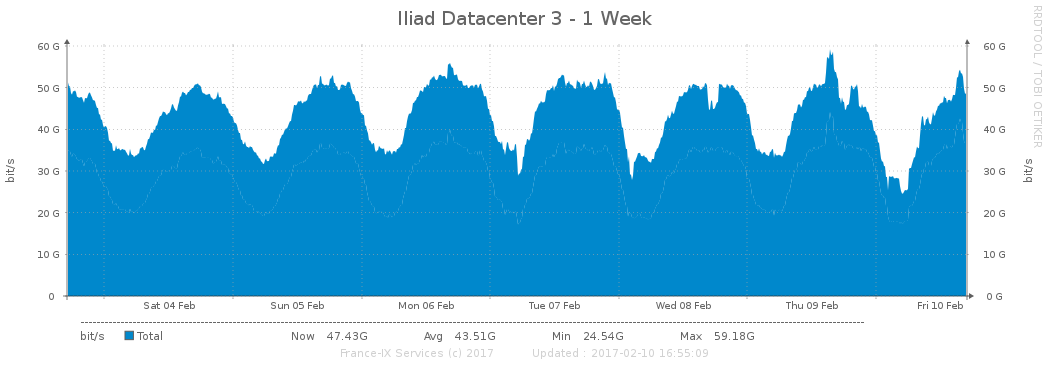 Iliad Datacenter 3 - 1 Week
RRDTOOL / TOBI OETIKER
60 G 60 G
50 G 50 G
40 G 40 G
30 G 30 G
20 G 20 G
10 G 10 G
0 0 G
bit/s bit/s
Sat 04 Feb Sun 05 Feb Mon 06 Feb Tue 07 Feb Wed 08 Feb Thu 09 Feb Fri 10 Feb
bit/s Total Now 47.43G Avg 43.51G Min 24.54G Max 59.18G
France-IX Services (c) 2017 Updated : 2017-02-10 16:55:09